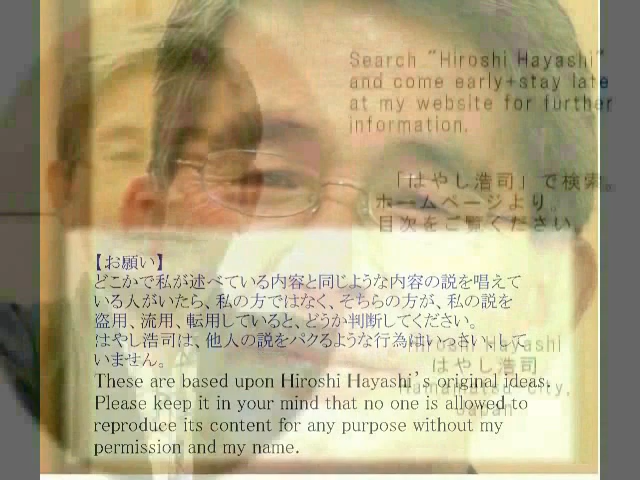 Search "Hiroshi Hayashi"
and come early+stay late
at my website for further
information.
「はやし浩司」で検索。
ホームページより。
目次をご覧ください。
【お願い】
どこかで私が述べている内容と同じような内容の説を唱えて
いる人がいたら、私の方ではなく、そちらの方が、私の説を
盗用、流用、転用していると、どうか判断してください。
はやし浩司は、他人の説をパクるような行為はいっさい、して
いません。
Hiroshi Hayashi
はやし浩司
Hamamatsu city,
Japan
These are based upon Hiroshi Hayashi's original ideas.
Please keep it in your mind that no one is allowed to
reproduce its content for any purpose without my
permission and my name.